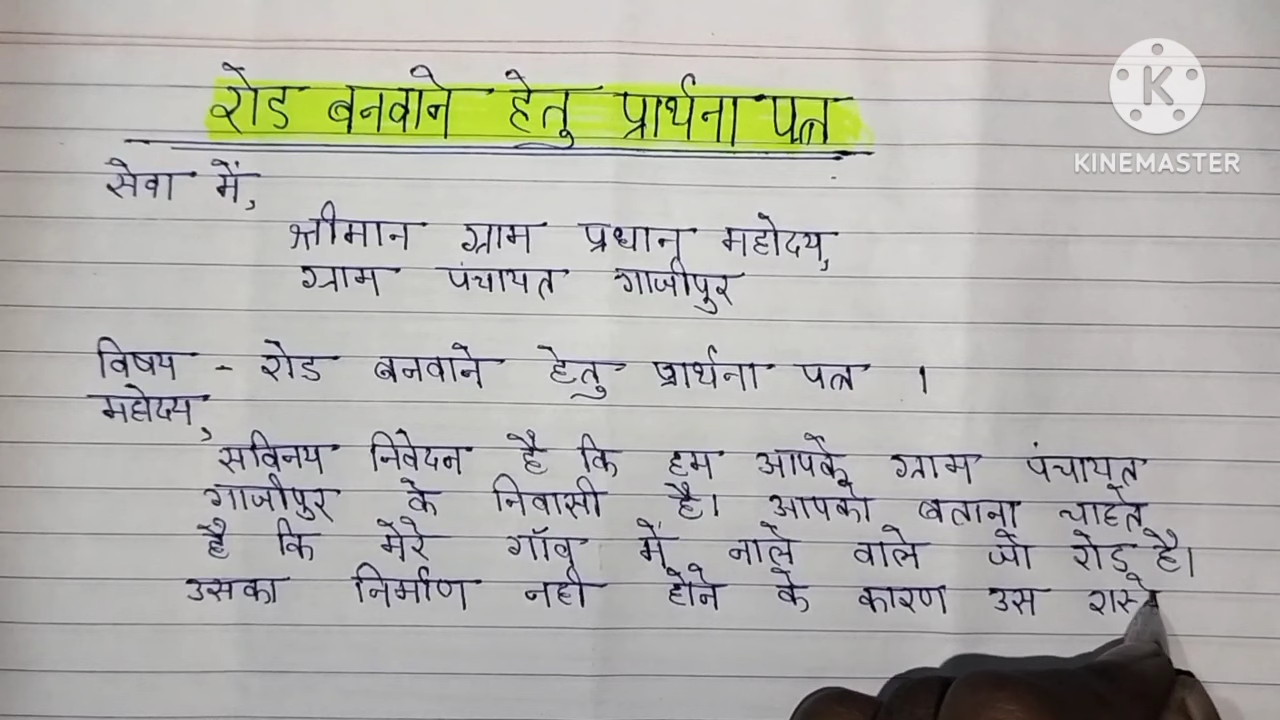 रोड बनवाने हेतु प्रार्थना पत्र
सेवा में,
श्रीमान ग्राम प्रधान महोदय,
ग्राम पंचायत गाजीपुर
विषय - रोड बनवाने हेतु प्रार्थना पत्र ।
महोदय,
सविनय निवेदन है कि हम आपके ग्राम पंचायत
गाजीपुर के निवासी है। आपको बताना चाहते
है कि मेरे गाँव में नाले वाले जो रोड है।
उसका निर्माण नही होने के कारण उस रास्ते
K
KINEMASTER